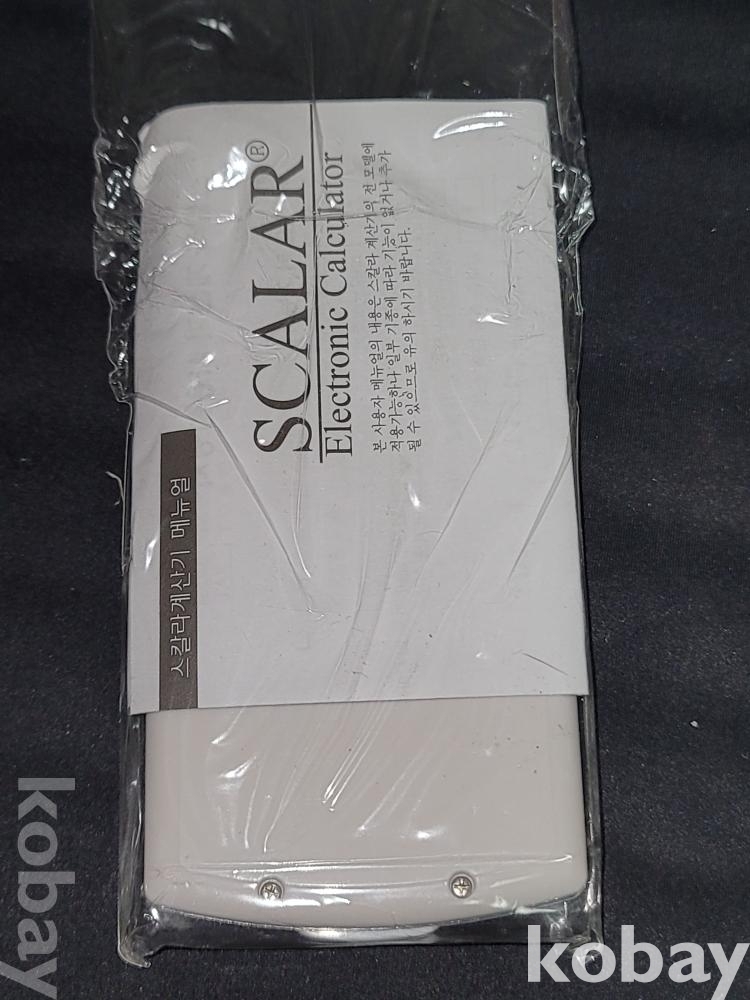 스칼라계산기 메뉴얼
SCALAR®
Electronic Calculator
본 사용자 메뉴얼의 내용은 스칼라 계산기의 전 모델에
적용가능하나 일부 기종에 따라 기능이 없거나 추가
될 수 있있므로 유의 하시기 바랍니다.
kobay
kobay